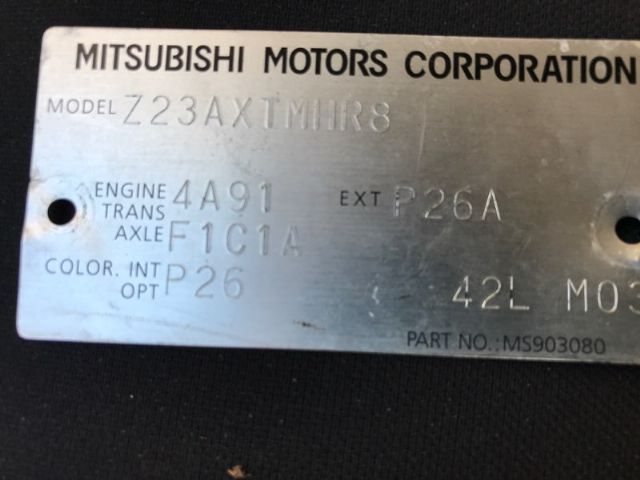 MITSUBISHI MOTORS CORPORATION
MODEL Z23AXTMHR8
ENGINE 4A91 EXT P26A
TRANS
AXLE F1C1A
COLOR. INT P26
OPT 42L M03
PART NO.:MS903080